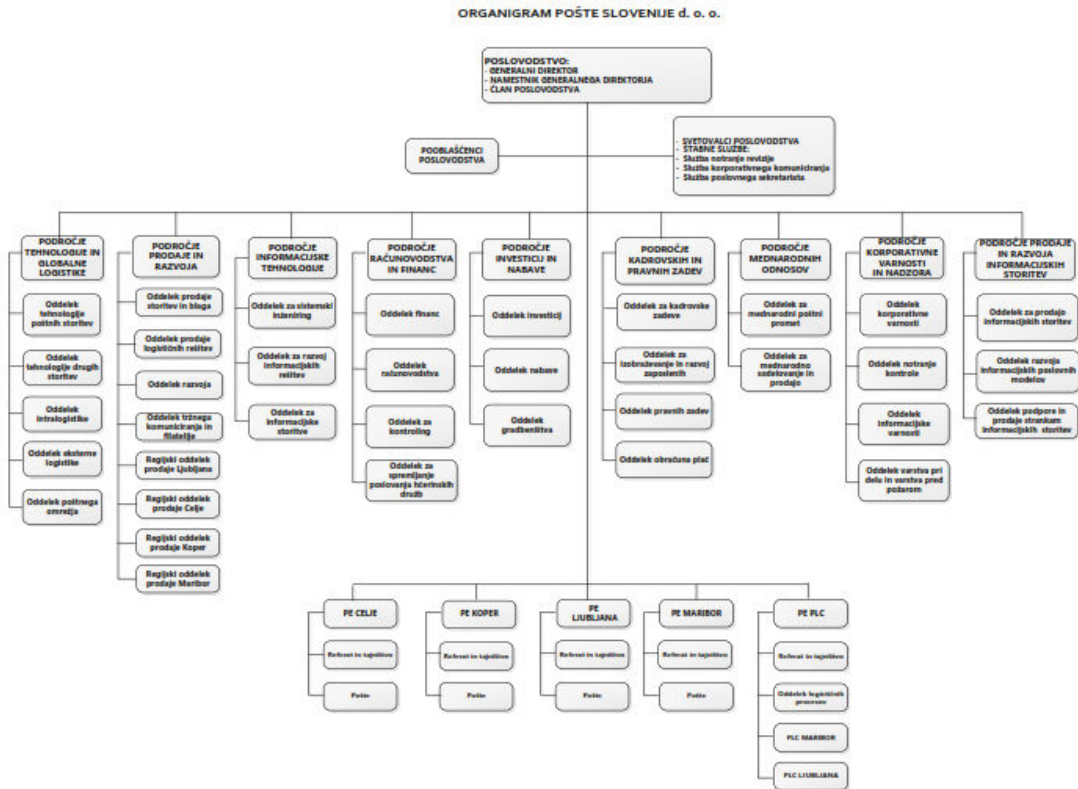 ORGANIGRAM POŠTE SLOVENIJE d. o. o.
POSLOVODSTVO:
- GENERALNI DIREKTOR
- NAMESTNIK GENERALNEGA DIREKTORJA
- ČLAN POSLOVODSTVA
POOBLAŠČENCI
POSLOVODSTVA
- SVETOVALCI POSLOVODSTVA
- ŠTABNE SLUŽBE:
- Služba notranje revizije
- Služba korporativnega komuniciranja
- Služba poslovnega sekretariata
PODROČJE
TEHNOLOGIJE IN
GLOBALNE
LOGISTIKE
Oddelek
tehnologije
poštnih storitev
Oddelek
tehnologije drugih
storitev
Oddelek
intralogistike
Oddelek eksterne
logistike
Oddelek poštnega
omrežja
PODROČJE
PRODAJE IN
RAZVOJA
Oddelek prodaje
storitev in blaga
Oddelek prodaje
logističnih rešitev
Oddelek razvoja
Oddelek tržnega
komuniciranja in
filatelije
Regijski oddelek
prodaje Ljubljana
Regijski oddelek
prodaje Celje
Regijski oddelek
prodaje Koper
Regijski oddelek
prodaje Maribor
PODROČJE
INFORMACIJSKE
TEHNOLOGIJE
Oddelek za sistemski
inženiring
Oddelek za razvoj
informacijskih
rešitev
Oddelek za
informacijske
storitve
PODROČJE
RAČUNOVODSTVA
IN FINANC
Oddelek financ
Oddelek
računovodstva
Oddelek za
kontroling
Oddelek za
spremljanje
poslovanja hčerinskih
družb
PODROČJE
INVESTICIJ IN
NABAVE
Oddelek investicij
Oddelek nabave
Oddelek
gradbeništva
PODROČJE
KADROVSKIH IN
PRAVNIH ZADEV
Oddelek za kadrovske
zadeve
Oddelek za
izobraževanje in razvoj
zaposlenih
Oddelek pravnih zadev
Oddelek obračuna plač
PODROČJE
MEDNARODNIH
ODNOSOV
Oddelek za
mednarodni poštni
promet
Oddelek za
mednarodno
sodelovanje in
prodajo
PODROČJE
KORPORATIVNE
VARNOSTI
IN NADZORA
Oddelek
korporativne
varnosti
Oddelek notranje
kontrole
Oddelek
informacijske
varnosti
Oddelek varstva pri
delu in varstva pred
požarom
PODROČJE PRODAJE
IN RAZVOJA
INFORMACIJSKIH
STORITEV
Oddelek za prodajo
informacijskih storitev
Oddelek razvoja
informacijskih poslovnih
modelov
Oddelek podpore in
prodaje strankam
informacijskih storitev
PE CELJE
Referat in tajništvo
Pošte
PE KOPER
Referat in tajništvo
Pošte
PE
LJUBLJANA
Referat in tajništvo
Pošte
PE MARIBOR
Referat in tajništvo
Pošte
PE PLC
Referat in tajništvo
Oddelek logističnih
procesov
PLC MARIBOR
PLC LJUBLJANA